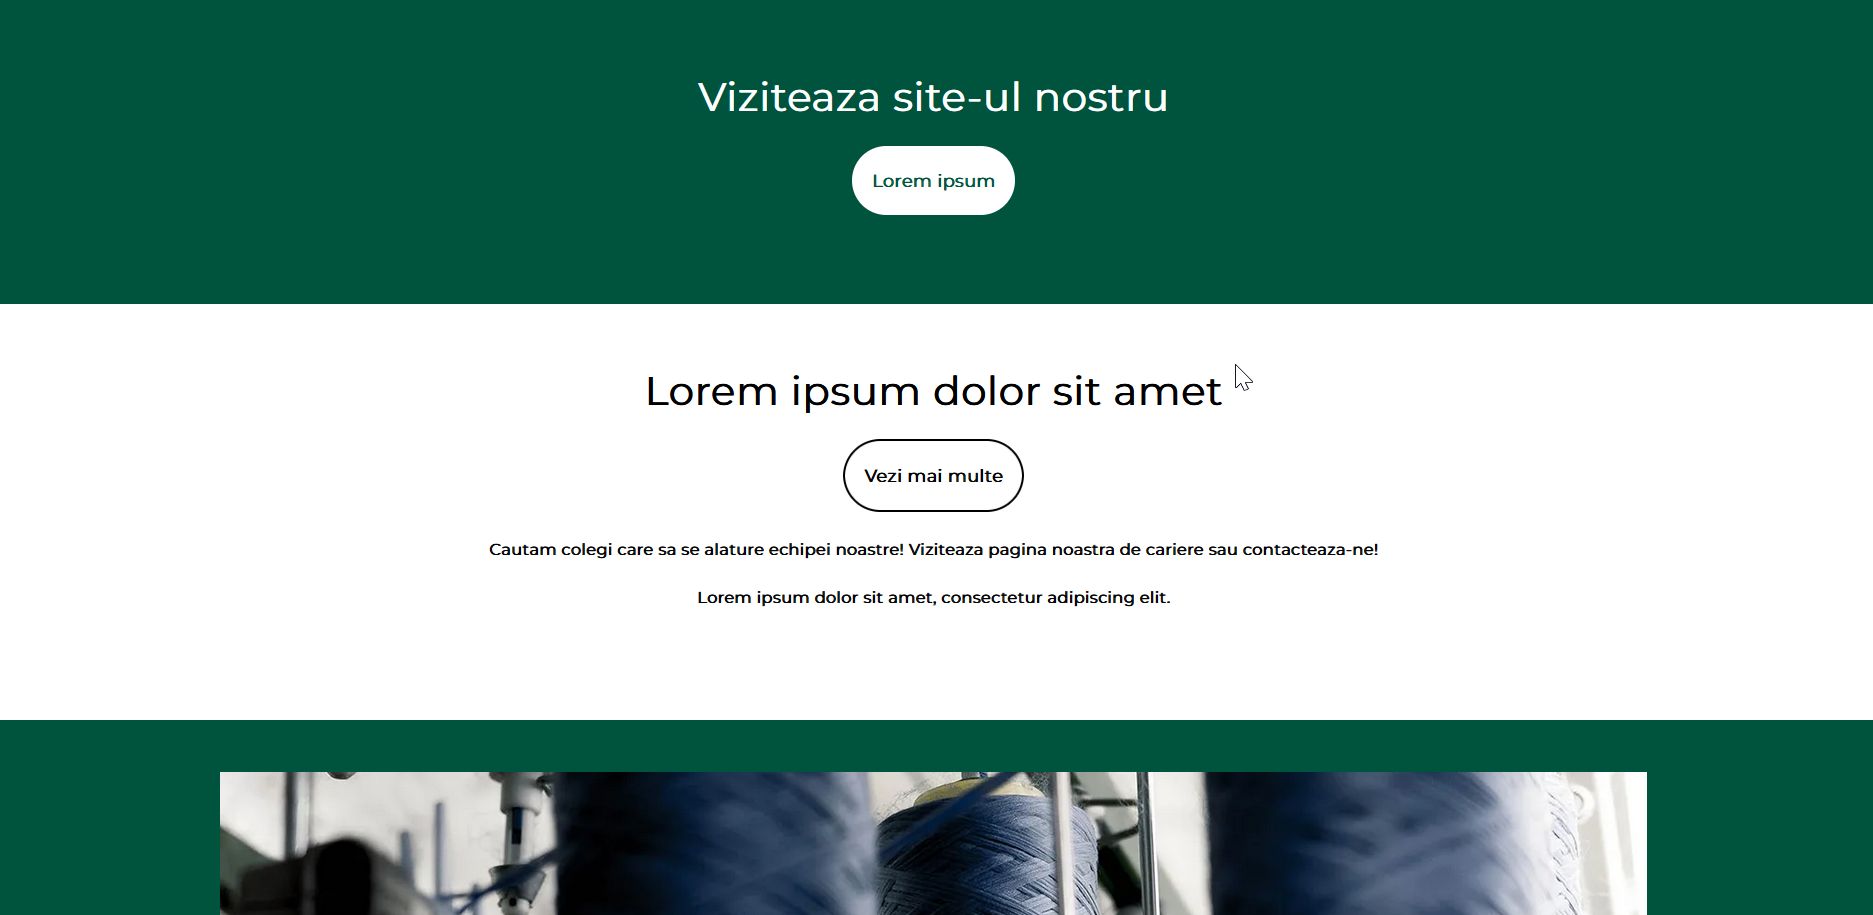 Viziteaza site-ul nostru
Lorem ipsum
Lorem ipsum dolor sit amet
Vezi mai multe
Cautam colegi care sa se alature echipei noastre! Viziteaza pagina noastra de cariere sau contacteaza-ne!
Lorem ipsum dolor sit amet, consectetur adipiscing elit.